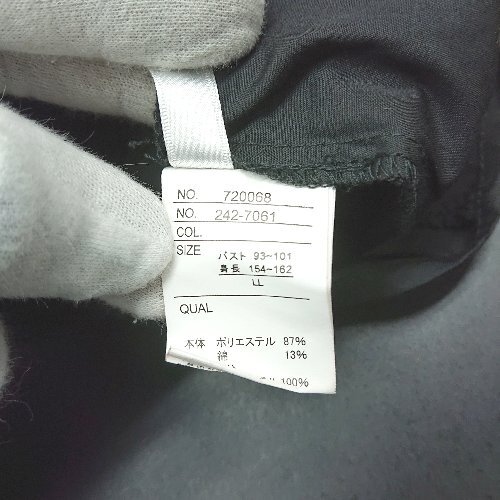 NO. 720068
NO. 242-7061
COL.
SIZE
バスト 93~101
身長 154~162
LL
QUAL
本体 ポリエステル 87%
綿 13%
100%